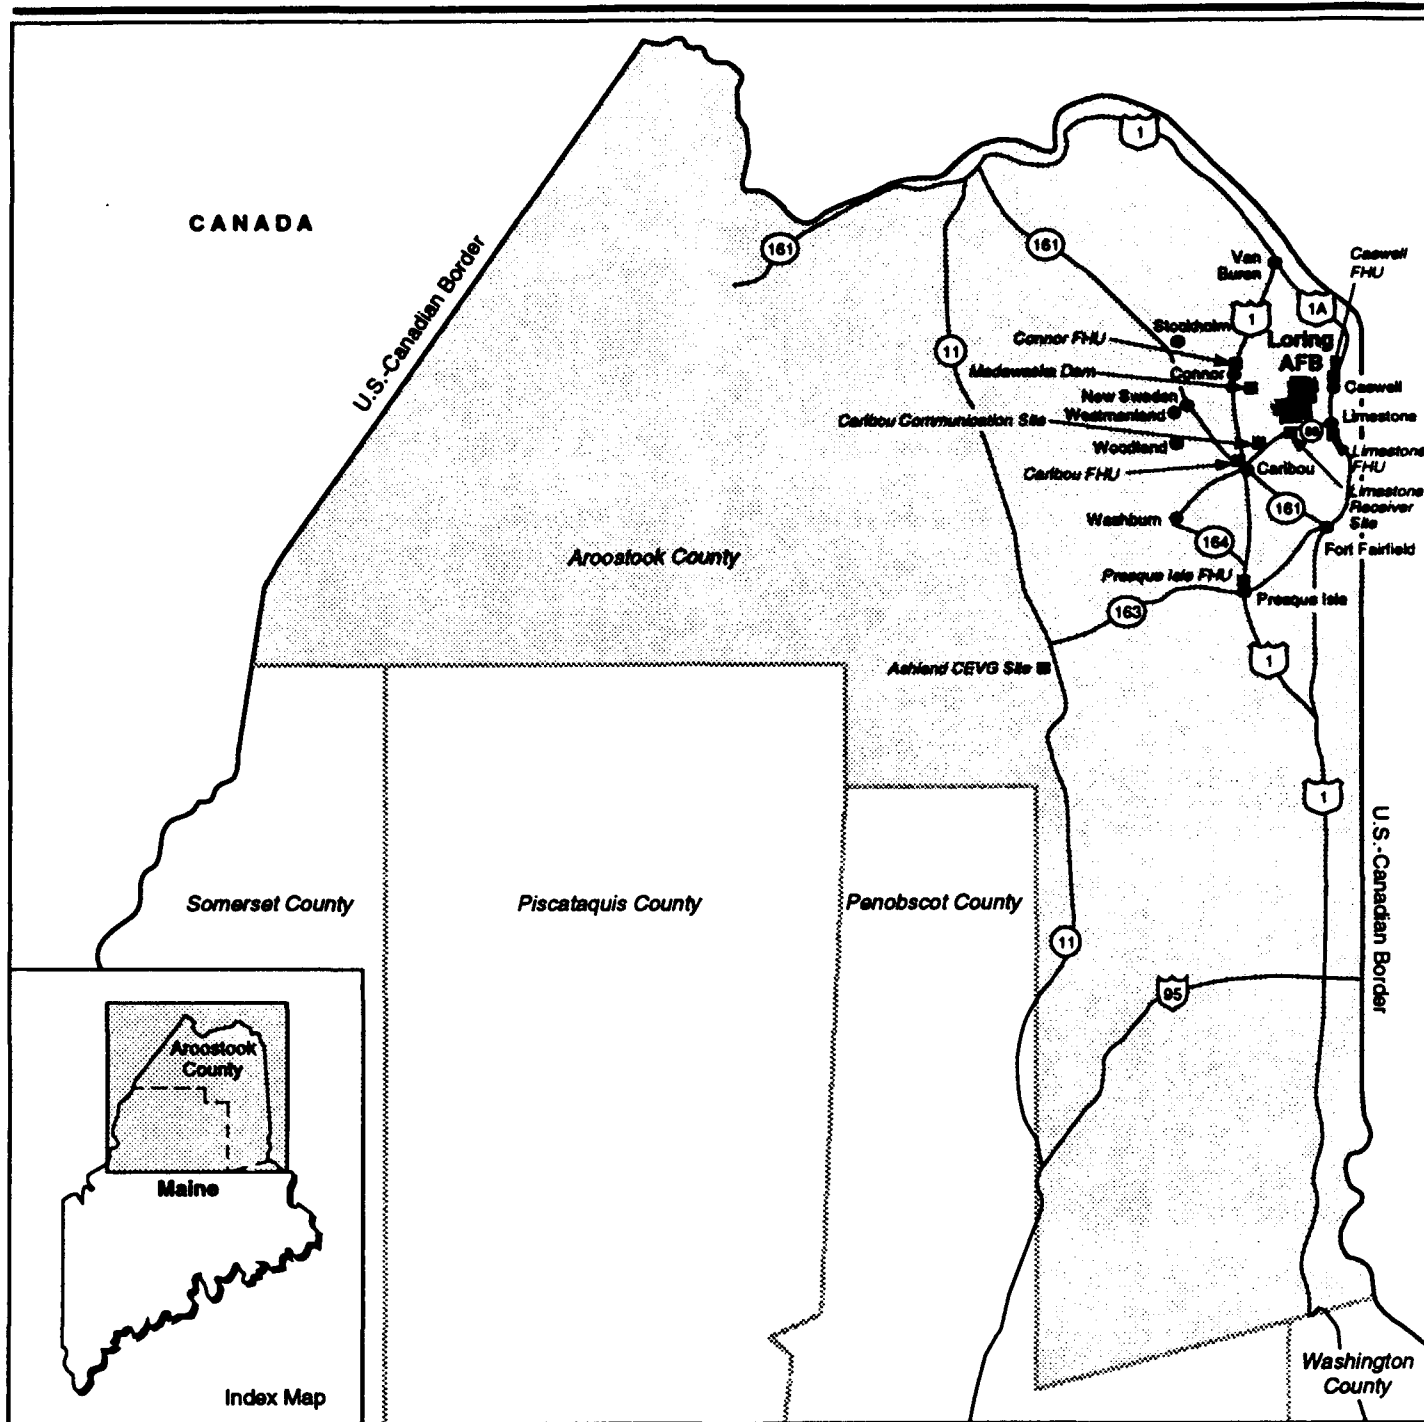 1
CANADA
161
161
Van
Buren
Caswell
FHU
U.S.-Canadian Border
1A
1
Stockholm
Loring
AFB
Connor FHU
11
Madawaska Dam
Connor
Caswell
New Sweden
Westmanland
Caribou Communication Site
Limestone
Woodland
Limestone
FHU
Caribou FHU
Caribou
Limestone
Receiver
Site
161
Washburn
164
Fort Fairfield
Aroostook County
Presque Isle FHU
Presque Isle
163
1
Ashland CEVG Site
1
U.S.-Canadian Border
Somerset County
Piscataquis County
Penobscot County
11
95
Aroostook
County
Maine
Index Map
Washington
County